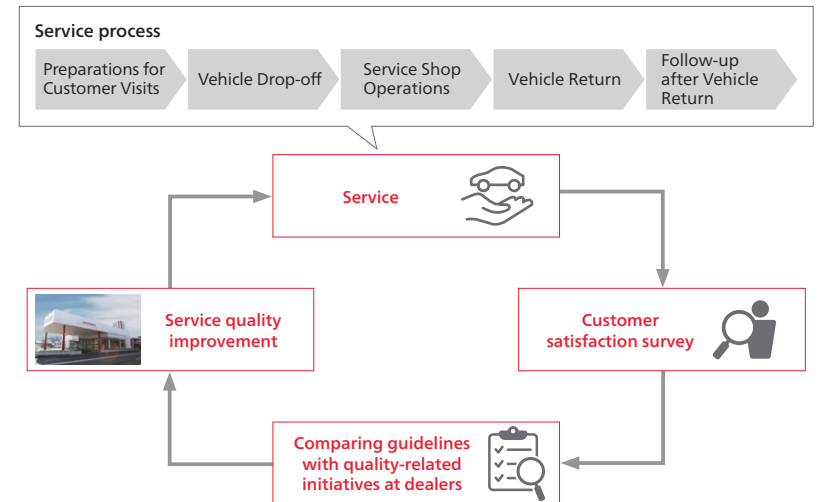 Service process
Preparations for
Customer Visits
Vehicle Drop-off
Service Shop
Operations
Vehicle Return
Follow-up
after Vehicle
Return
Service
Service quality
improvement
Customer
satisfaction survey
Comparing guidelines
with quality-related
initiatives at dealers